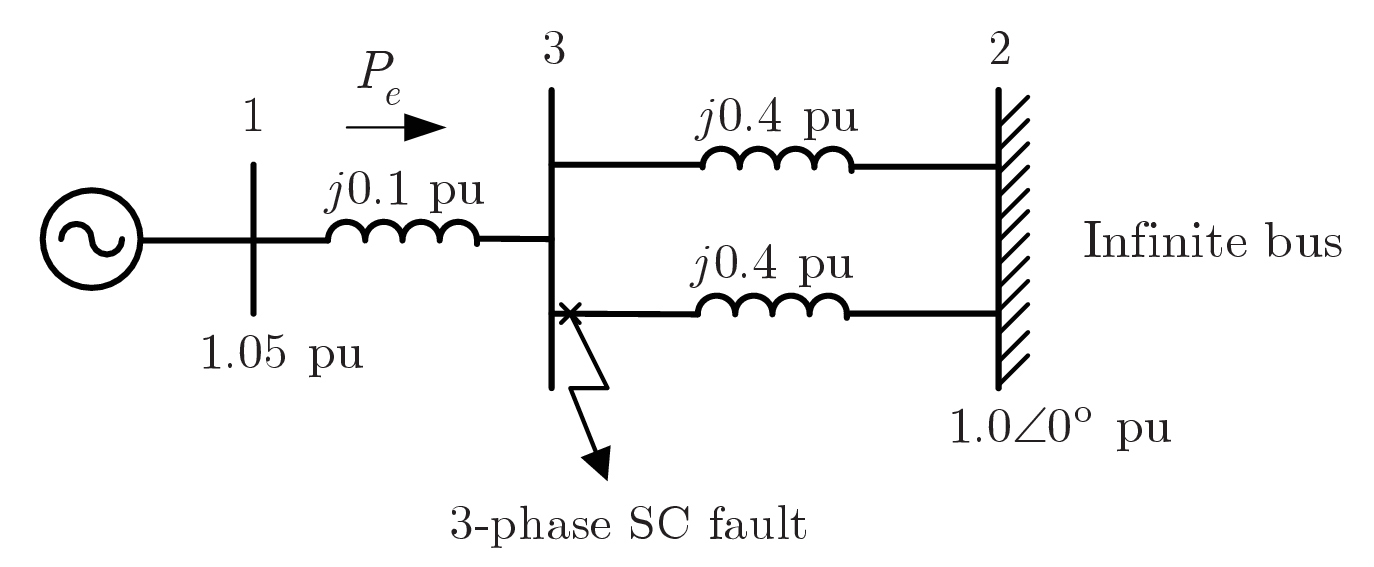 3
2
P_e
1
j0.4 pu
j0.1 pu
j0.4 pu
Infinite bus
1.05 pu
1.0∠0° pu
3-phase SC fault